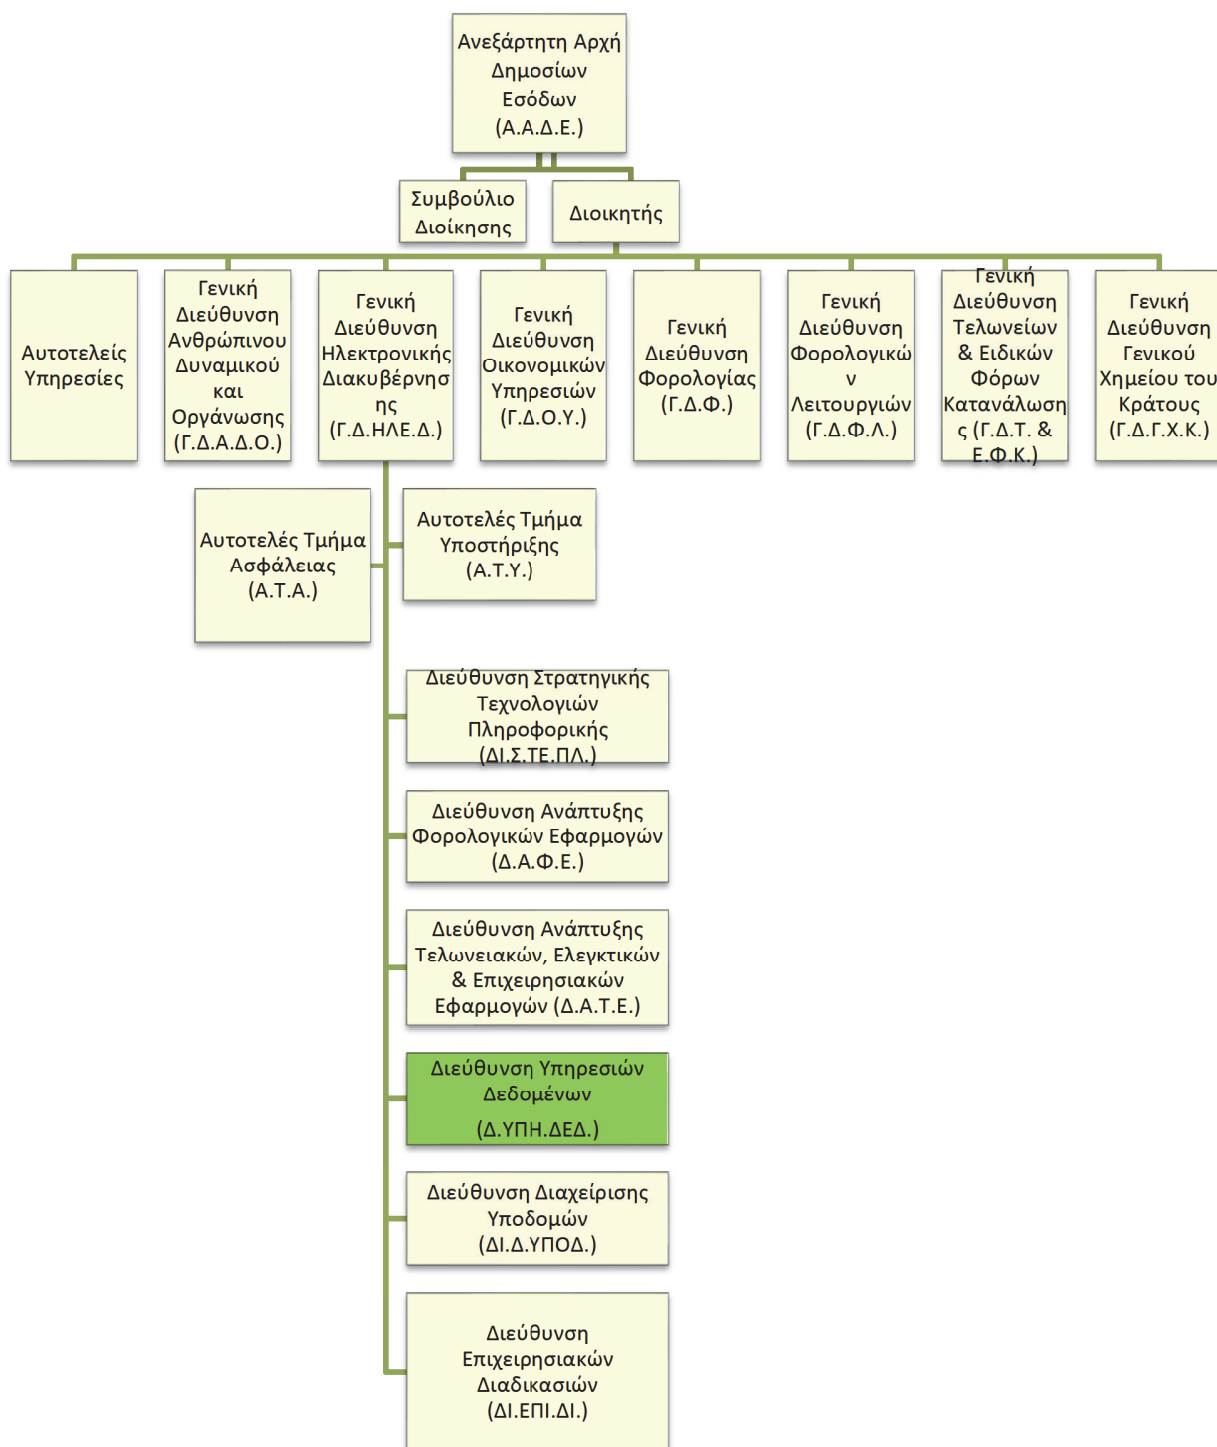 Ανεξάρτητη Αρχή
Δημοσίων
Εσόδων
(Α.Α.Δ.Ε.)
Συμβούλιο
Διοίκησης
Διοικητής
Αυτοτελείς
Υπηρεσίες
Γενική
Διεύθυνση
Ανθρώπινου
Δυναμικού
και
Οργάνωσης
(Γ.Δ.Α.Δ.Ο.)
Γενική
Διεύθυνση
Ηλεκτρονικής
Διακυβέρνησ
ης
(Γ.Δ.ΗΛΕ.Δ.)
Γενική
Διεύθυνση
Οικονομικών
Υπηρεσιών
(Γ.Δ.Ο.Υ.)
Γενική
Διεύθυνση
Φορολογίας
(Γ.Δ.Φ.)
Γενική
Διεύθυνση
Φορολογικώ
ν
Λειτουργιών
(Γ.Δ.Φ.Λ.)
Γενική
Διεύθυνση
Τελωνείων
& Ειδικών
Φόρων
Κατανάλωση
ς (Γ.Δ.Τ. &
Ε.Φ.Κ.)
Γενική
Διεύθυνση
Γενικού
Χημείου του
Κράτους
(Γ.Δ.Γ.Χ.Κ.)
Αυτοτελές Τμήμα
Ασφάλειας
(Α.Τ.Α.)
Αυτοτελές Τμήμα
Υποστήριξης
(Α.Τ.Υ.)
Διεύθυνση Στρατηγικής
Τεχνολογιών
Πληροφορικής
(ΔΙ.Σ.ΤΕ.ΠΛ.)
Διεύθυνση Ανάπτυξης
Φορολογικών Εφαρμογών
(Δ.Α.Φ.Ε.)
Διεύθυνση Ανάπτυξης
Τελωνειακών, Ελεγκτικών
& Επιχειρησιακών
Εφαρμογών (Δ.Α.Τ.Ε.)
Διεύθυνση Υπηρεσιών
Δεδομένων
(Δ.ΥΠΗ.ΔΕΔ.)
Διεύθυνση Διαχείρισης
Υποδομών
(ΔΙ.Δ.ΥΠΟΔ.)
Διεύθυνση
Επιχειρησιακών
Διαδικασιών
(ΔΙ.ΕΠΙ.ΔΙ.)